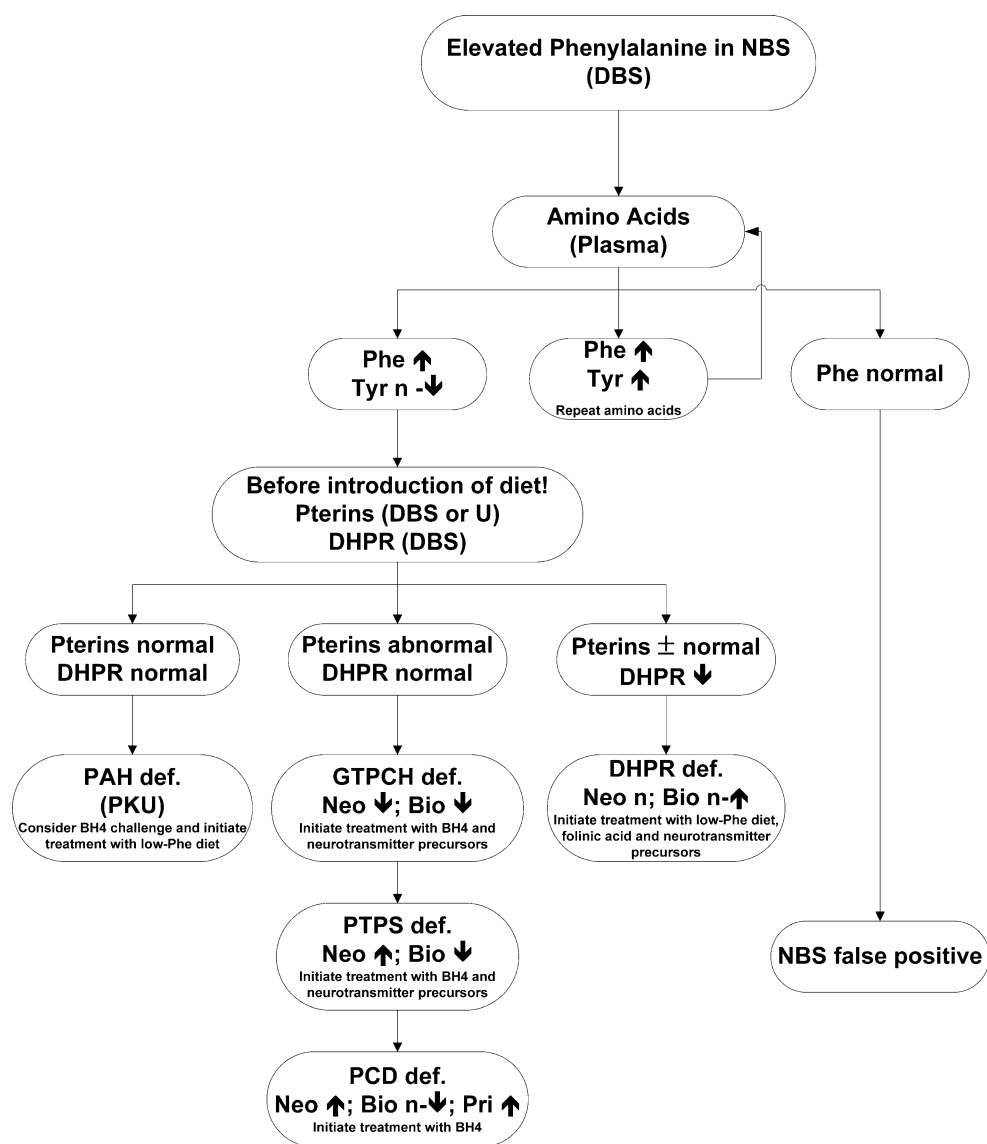 Elevated Phenylalanine in NBS
(DBS)
Amino Acids
(Plasma)
Phe ↑
Tyr n -↓
Phe ↑
Tyr ↑
Repeat amino acids
Phe normal
Before introduction of diet!
Pterins (DBS or U)
DHPR (DBS)
Pterins normal
DHPR normal
Pterins abnormal
DHPR normal
Pterins ± normal
DHPR ↓
PAH def.
(PKU)
Consider BH4 challenge and initiate
treatment with low-Phe diet
GTPCH def.
Neo ↓; Bio ↓
Initiate treatment with BH4 and
neurotransmitter precursors
DHPR def.
Neo n; Bio n-↑
Initiate treatment with low-Phe diet,
folinic acid and neurotransmitter
precursors
PTPS def.
Neo ↑; Bio ↓
Initiate treatment with BH4 and
neurotransmitter precursors
NBS false positive
PCD def.
Neo ↑; Bio n-↓; Pri ↑
Initiate treatment with BH4